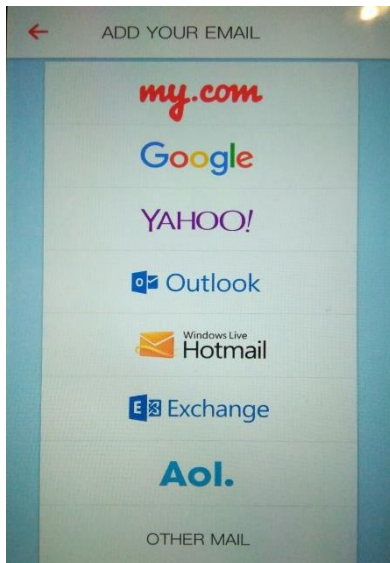 ADD YOUR EMAIL
my.com
Google
YAHOO!
Outlook
Windows Live
Hotmail
E Exchange
Aol.
OTHER MAIL